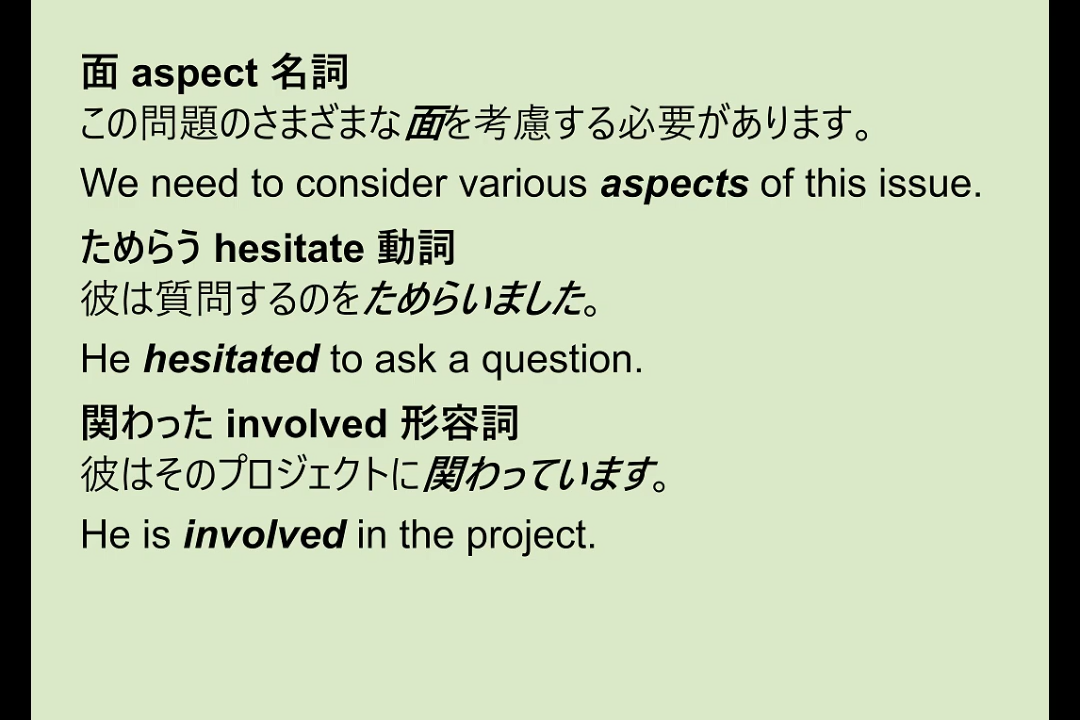 面 aspect 名詞
この問題のさまざまな面を考慮する必要があります。
We need to consider various aspects of this issue.
ためらう hesitate 動詞
彼は質問するのをためらいました。
He hesitated to ask a question.
関わった involved 形容詞
彼はそのプロジェクトに関わっています。
He is involved in the project.